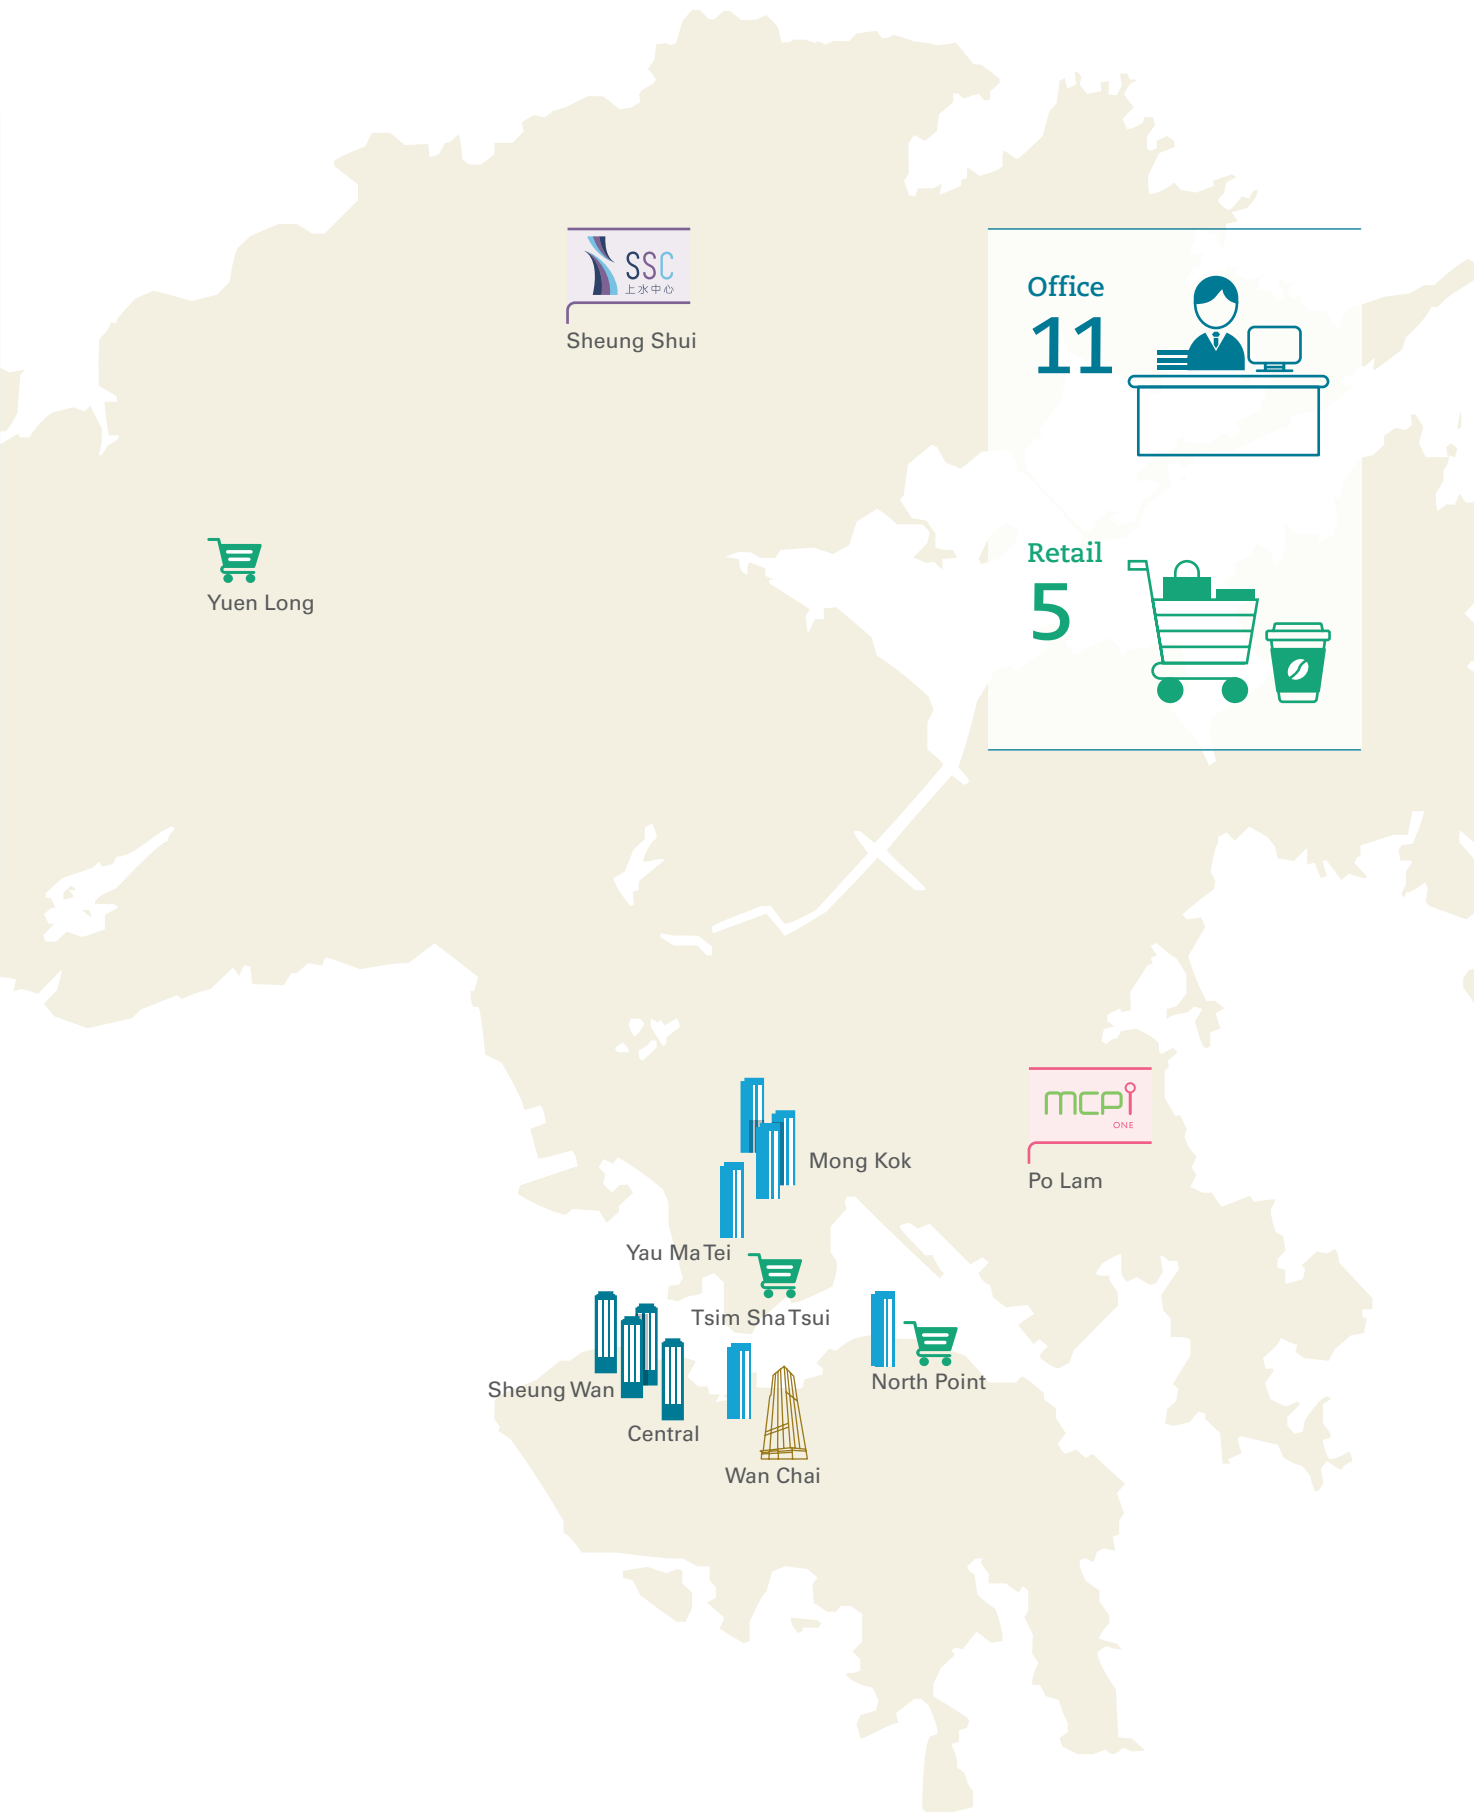 SSC
上水中心
Sheung Shui
Office
11
Retail
5
Yuen Long
mcpi
ONE
Po Lam
Mong Kok
Yau Ma Tei
Tsim Sha Tsui
North Point
Sheung Wan
Central
Wan Chai